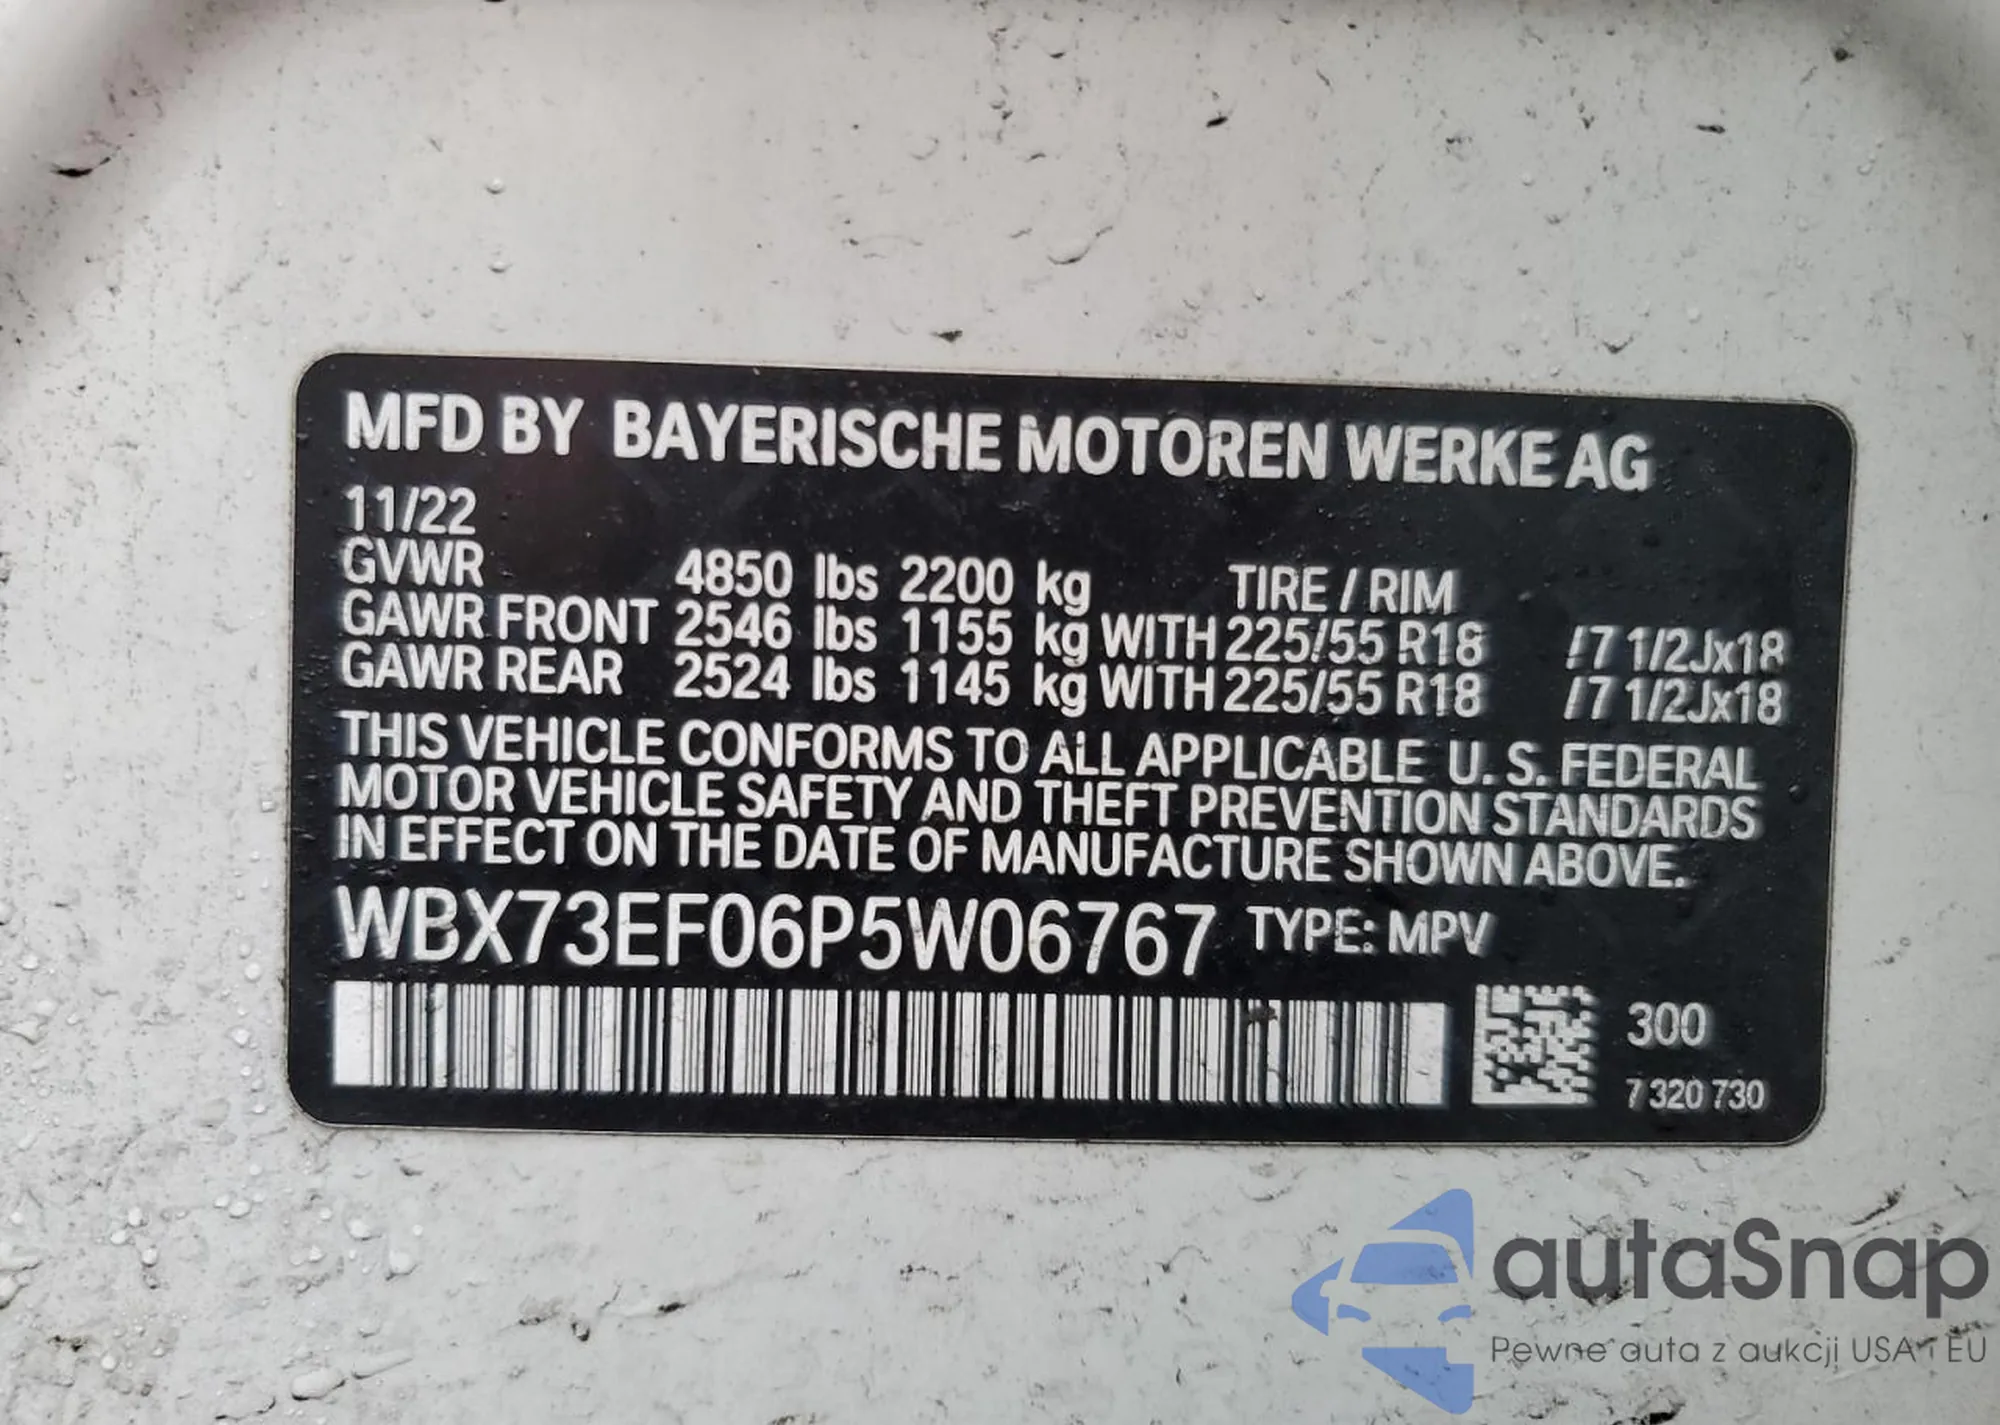 MFD BY BAYERISCHE MOTOREN WERKE AG
11/22
GVWR 4850 lbs 2200 kg TIRE / RIM
GAWR FRONT 2546 lbs 1155 kg WITH 225/55 R18 /7 1/2Jx18
GAWR REAR 2524 lbs 1145 kg WITH 225/55 R18 /7 1/2Jx18
THIS VEHICLE CONFORMS TO ALL APPLICABLE U. S. FEDERAL
MOTOR VEHICLE SAFETY AND THEFT PREVENTION STANDARDS
IN EFFECT ON THE DATE OF MANUFACTURE SHOWN ABOVE.
WBX73EF06P5W06767 TYPE: MPV
300
7 320 730
autaSnap
Pewne auta z aukcji USA i EU